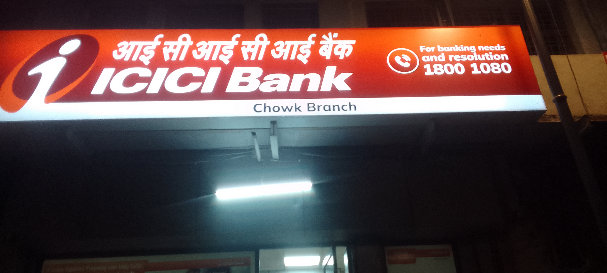 आई सी आई सी आई बैंक
ICICI Bank
For banking needs
and resolution
1800 1080
Chowk Branch